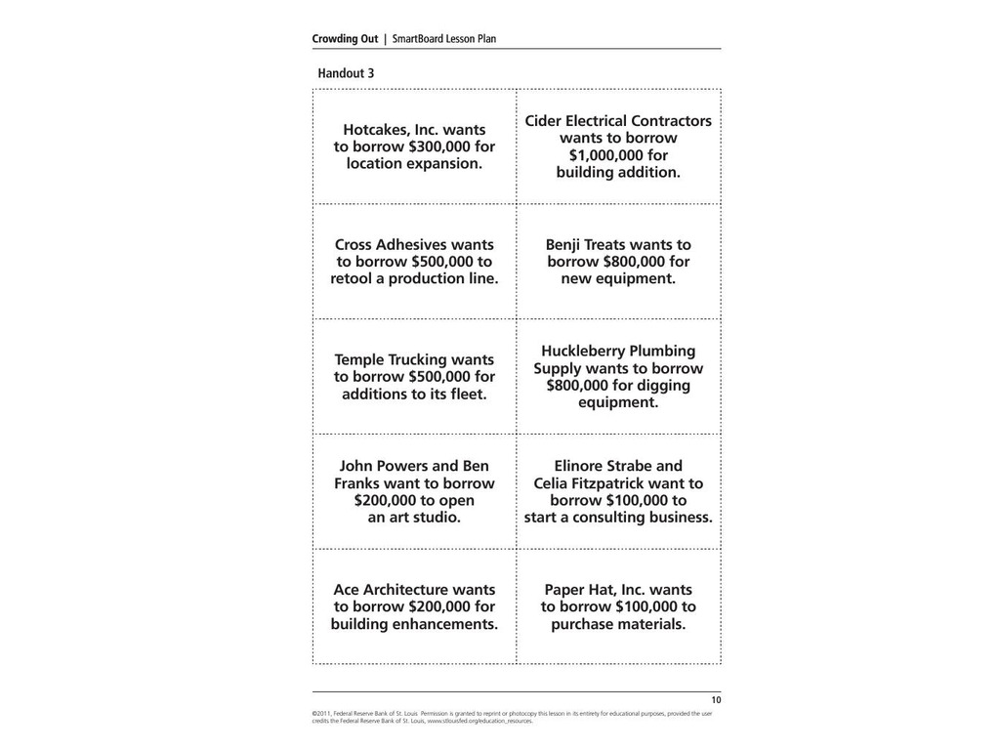 Crowding Out | SmartBoard Lesson Plan
Handout 3
Hotcakes, Inc. wants
to borrow $300,000 for
location expansion.
Cider Electrical Contractors
wants to borrow
$1,000,000 for
building addition.
Cross Adhesives wants
to borrow $500,000 to
retool a production line.
Benji Treats wants to
borrow $800,000 for
new equipment.
Temple Trucking wants
to borrow $500,000 for
additions to its fleet.
Huckleberry Plumbing
Supply wants to borrow
$800,000 for digging
equipment.
John Powers and Ben
Franks want to borrow
$200,000 to open
an art studio.
Elinore Strabe and
Celia Fitzpatrick want to
borrow $100,000 to
start a consulting business.
Ace Architecture wants
to borrow $200,000 for
building enhancements.
Paper Hat, Inc. wants
to borrow $100,000 to
purchase materials.
10
©2011, Federal Reserve Bank of St. Louis Permission is granted to reprint or photocopy this lesson in its entirety for educational purposes, provided the user
credits the Federal Reserve Bank of St. Louis, www.stlouisfed.org/education_resources.